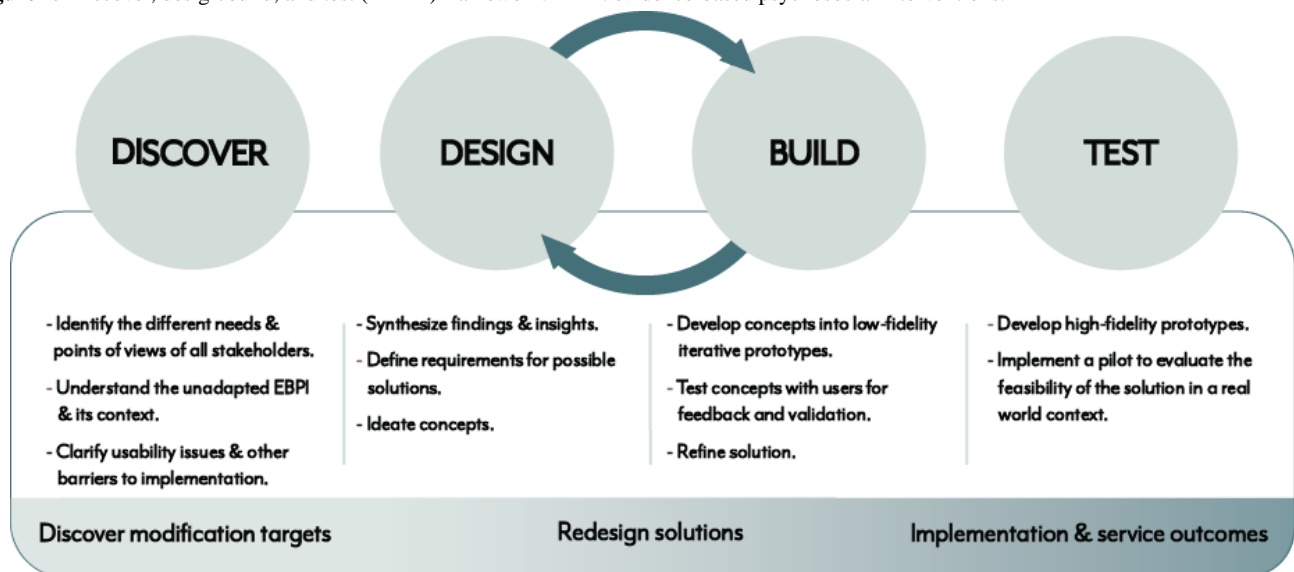 DISCOVER
DESIGN
BUILD
TEST
- Identify the different needs &
points of views of all stakeholders.
- Understand the unadapted EBPI
& its context.
- Clarify usability issues & other
barriers to implementation.
- Synthesize findings & insights.
- Define requirements for possible
solutions.
- Ideate concepts.
- Develop concepts into low-fidelity
iterative prototypes.
- Test concepts with users for
feedback and validation.
- Refine solution.
- Develop high-fidelity prototypes.
- Implement a pilot to evaluate the
feasibility of the solution in a real
world context.
Discover modification targets
Redesign solutions
Implementation & service outcomes